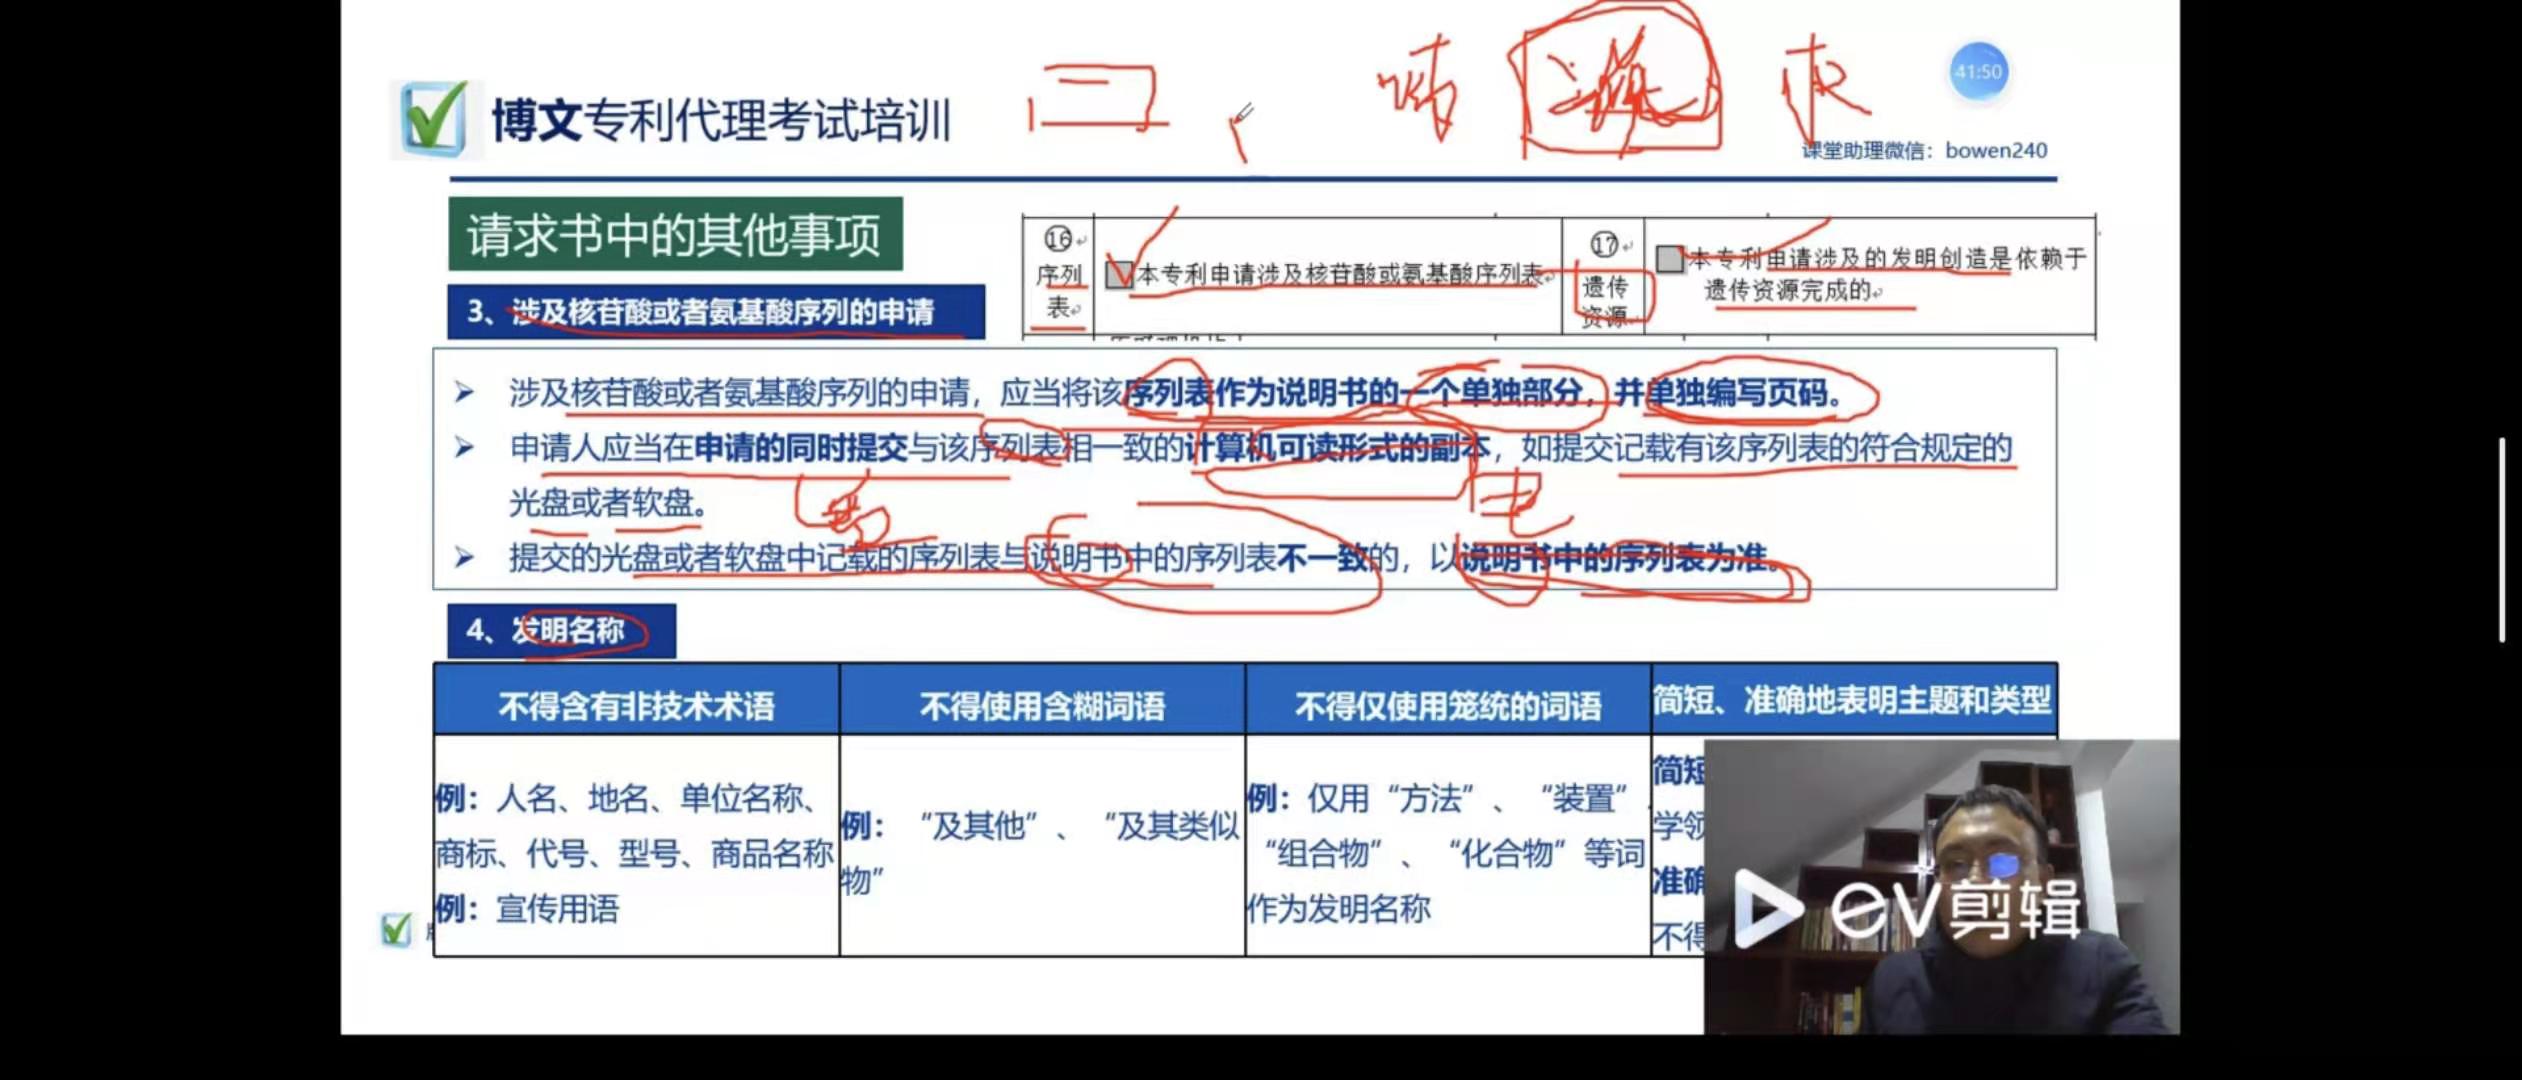 41:50
博文专利代理考试培训
课堂助理微信：bowen240
请求书中的其他事项
⑯
序列
表
本专利申请涉及核苷酸或氨基酸序列表
⑰
遗传
资源
本专利申请涉及的发明创造是依赖于
遗传资源完成的
3、涉及核苷酸或者氨基酸序列的申请
➢ 涉及核苷酸或者氨基酸序列的申请，应当将该序列表作为说明书的一个单独部分，并单独编写页码。
➢ 申请人应当在申请的同时提交与该序列表相一致的计算机可读形式的副本，如提交记载有该序列表的符合规定的
光盘或者软盘。
➢ 提交的光盘或者软盘中记载的序列表与说明书中的序列表不一致的，以说明书中的序列表为准。
4、发明名称
不得含有非技术术语
不得使用含糊词语
不得仅使用笼统的词语
简短、准确地表明主题和类型
例：人名、地名、单位名称、
商标、代号、型号、商品名称
例：宣传用语
例：“及其他”、“及其类似
物”
例：仅用“方法”、“装置”
“组合物”、“化合物”等词
作为发明名称
简短
学领
准确
不得
EV剪辑